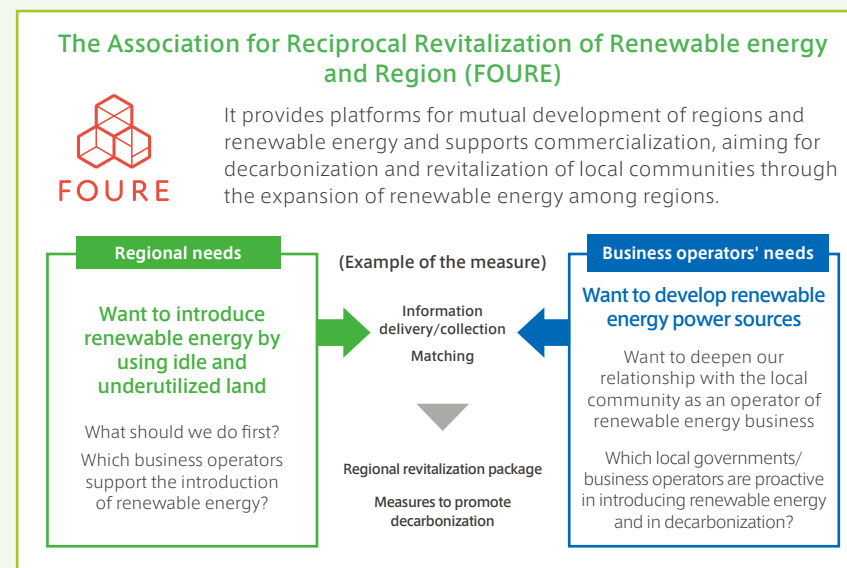 The Association for Reciprocal Revitalization of Renewable energy
and Region (FOURE)
FOURE
It provides platforms for mutual development of regions and
renewable energy and supports commercialization, aiming for
decarbonization and revitalization of local communities through
the expansion of renewable energy among regions.
Regional needs
Want to introduce
renewable energy by
using idle and
underutilized land
What should we do first?
Which business operators
support the introduction
of renewable energy?
(Example of the measure)
Information
delivery/collection
Matching
Regional revitalization package
Measures to promote
decarbonization
Business operators' needs
Want to develop renewable
energy power sources
Want to deepen our
relationship with the local
community as an operator of
renewable energy business
Which local governments/
business operators are proactive
in introducing renewable energy
and in decarbonization?